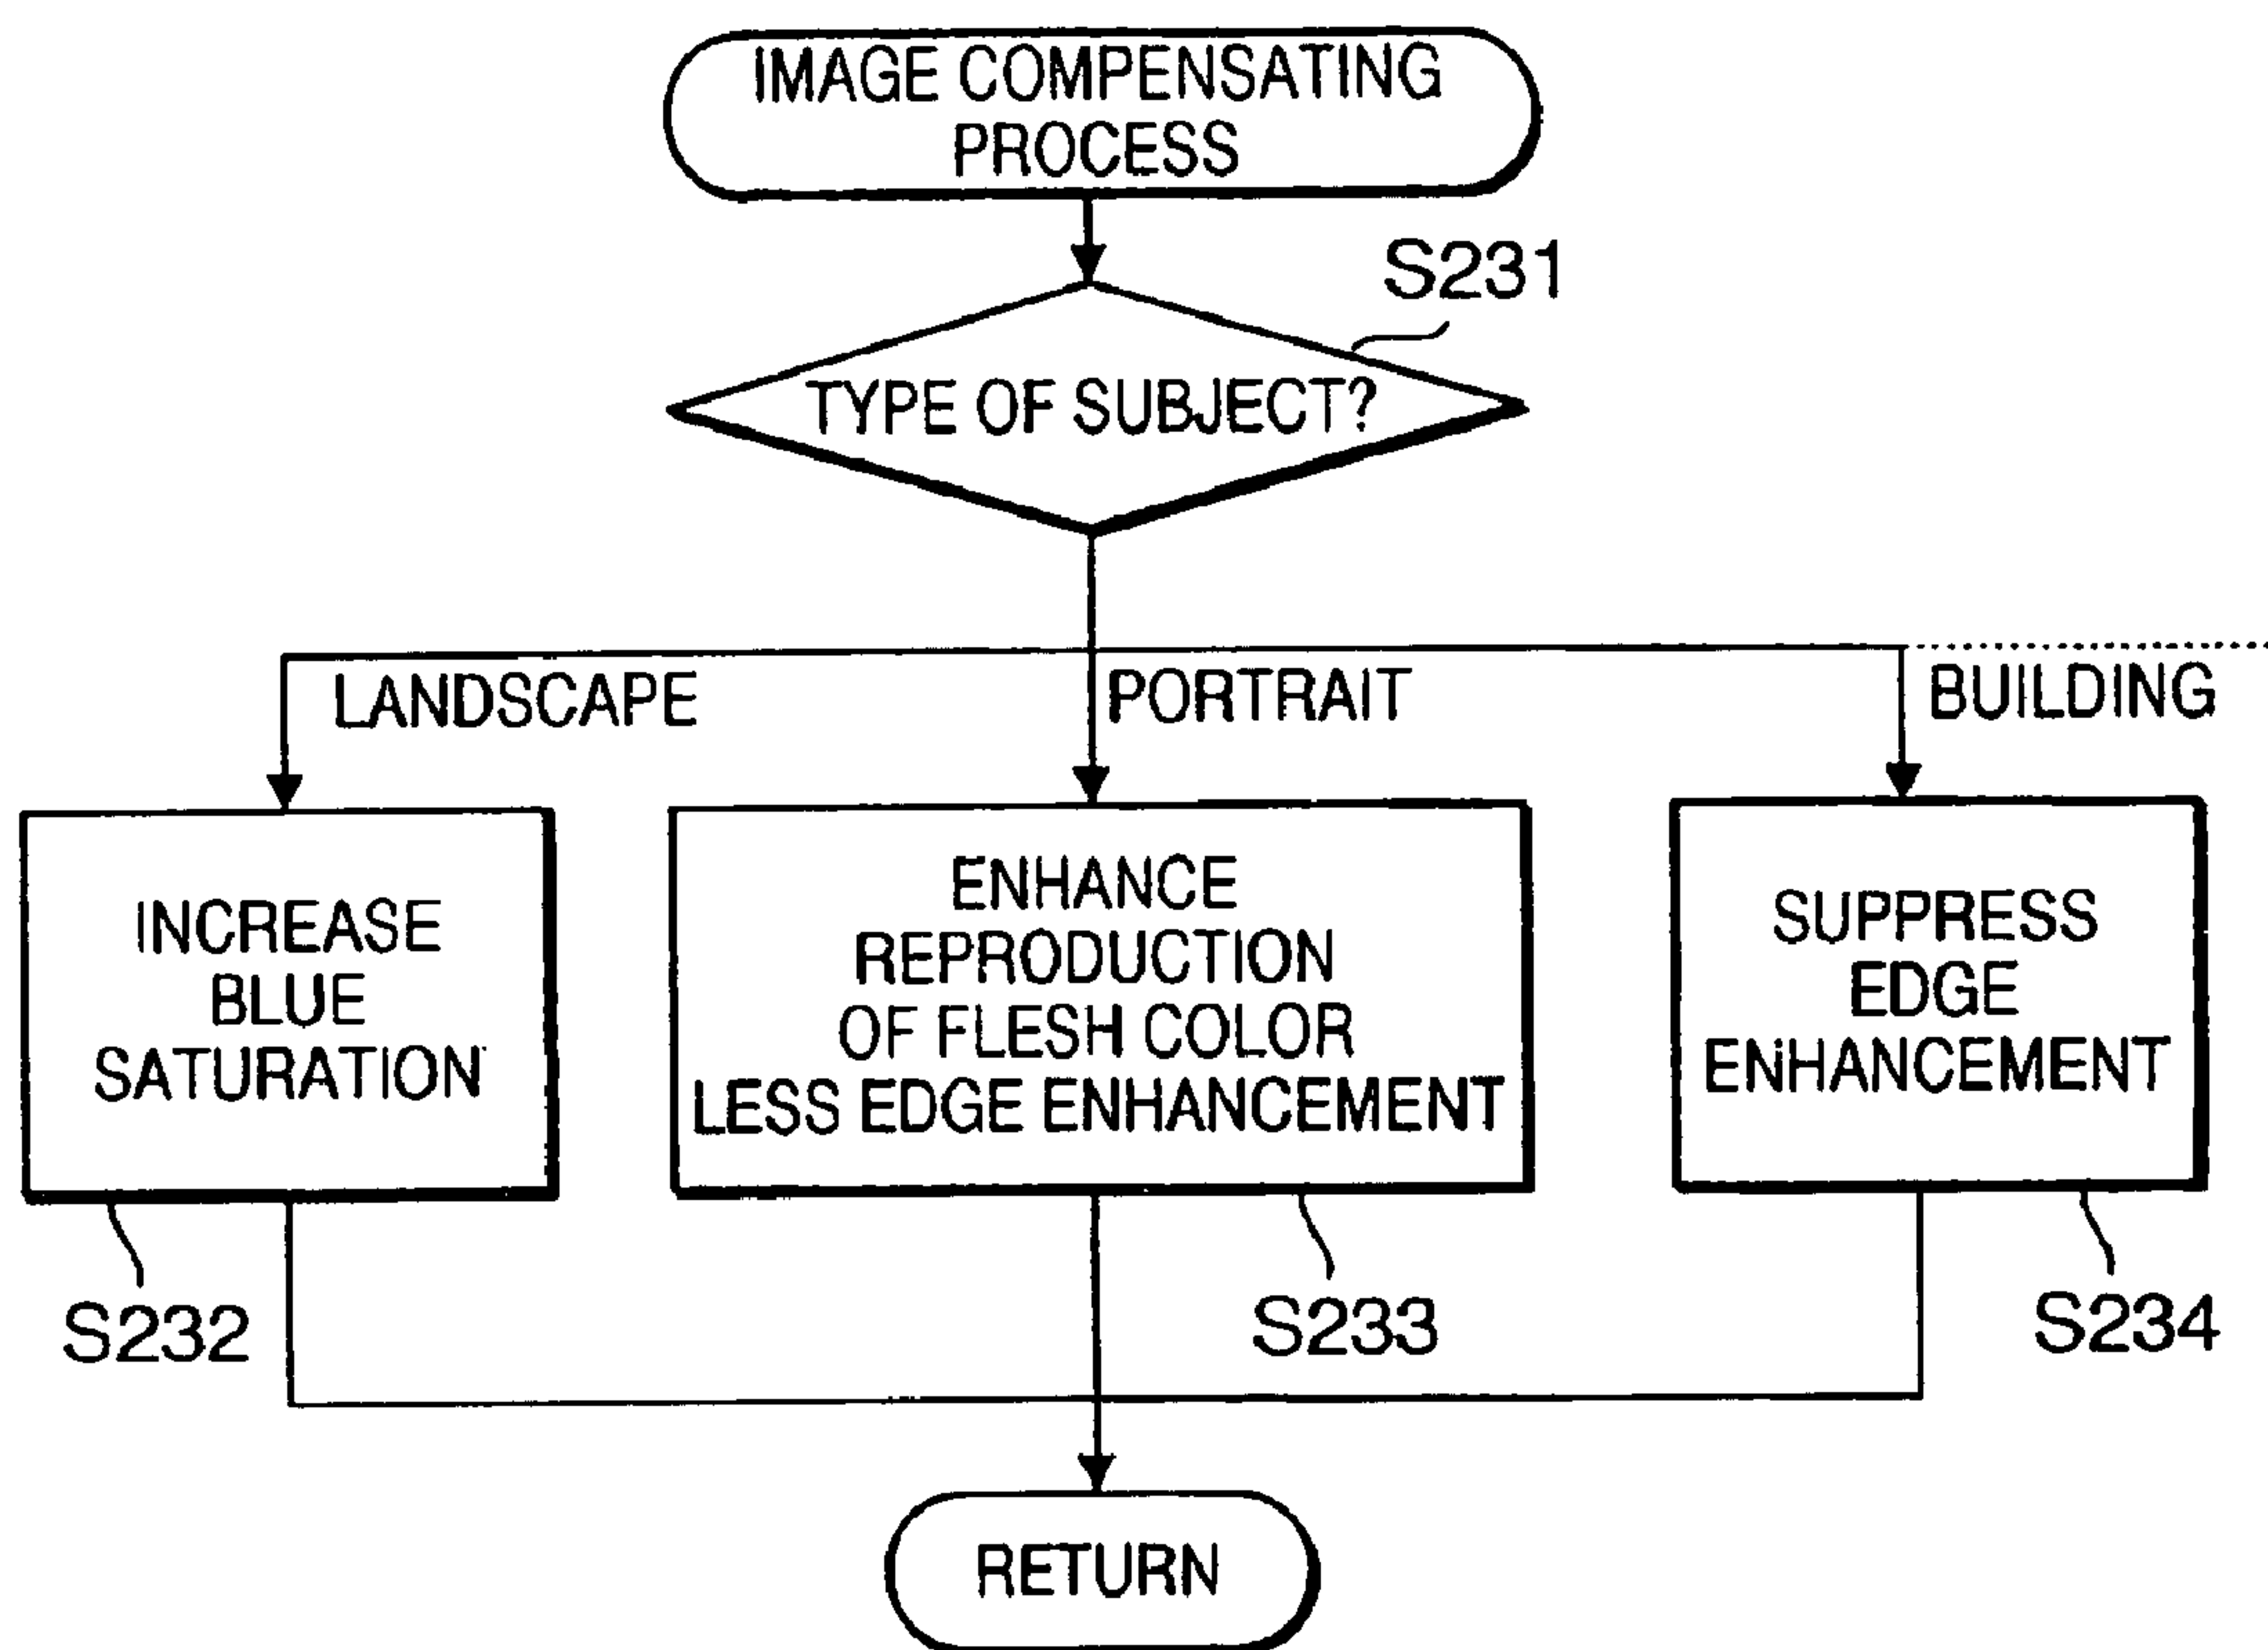 IMAGE COMPENSATING
PROCESS
S231
TYPE OF SUBJECT?
LANDSCAPE
PORTRAIT
BUILDING
INCREASE
BLUE
SATURATION
ENHANCE
REPRODUCTION
OF FLESH COLOR
LESS EDGE ENHANCEMENT
SUPPRESS
EDGE
ENHANCEMENT
S232
S233
S234
RETURN